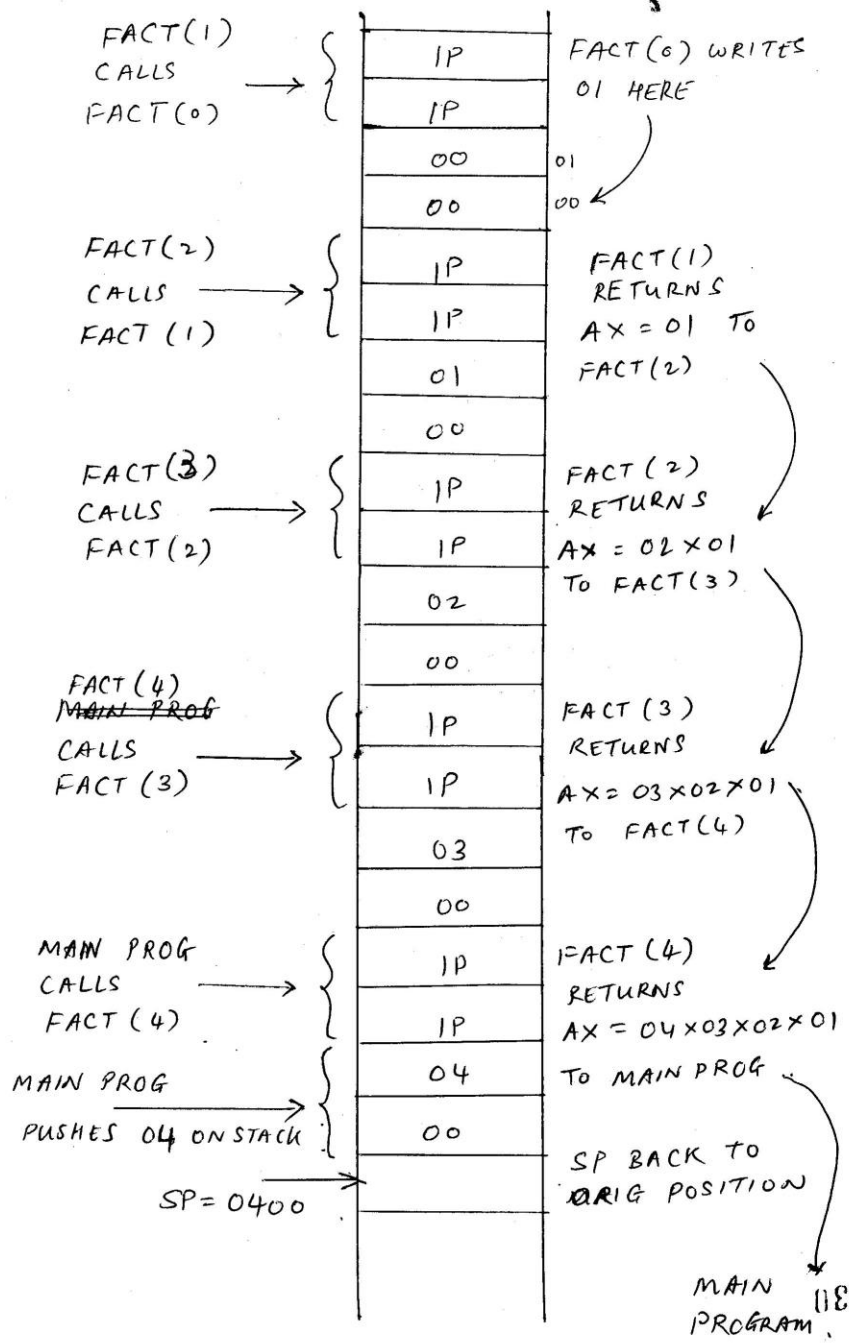 FACT(1)
CALLS
FACT(0)
IP
IP
FACT(0) WRITES
01 HERE
00
01
00
00
FACT(2)
CALLS
FACT (1)
IP
IP
FACT(1)
RETURNS
AX = 01 TO
FACT(2)
01
00
FACT(3)
CALLS
FACT(2)
IP
IP
FACT (2)
RETURNS
AX = 02 X 01
TO FACT(3)
02
00
FACT(4)
MAIN PROG
CALLS
FACT (3)
IP
IP
FACT (3)
RETURNS
AX = 03 X 02 X 01
TO FACT(4)
03
00
MAIN PROG
CALLS
FACT (4)
IP
IP
FACT (4)
RETURNS
AX = 04 X 03 X 02 X 01
TO MAIN PROG
MAIN PROG
PUSHES 04 ON STACK
04
00
SP = 0400
SP BACK TO
ORIG POSITION
MAIN
PROGRAM.